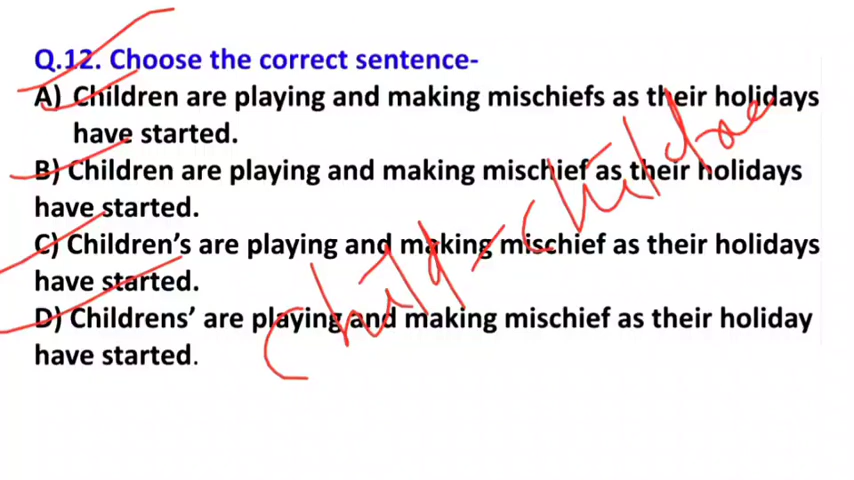 Q.12. Choose the correct sentence-
A) Children are playing and making mischiefs as their holidays
have started.
B) Children are playing and making mischief as their holidays
have started.
C) Children's are playing and making mischief as their holidays
have started.
D) Childrens' are playing and making mischief as their holiday
have started.
Child - childre